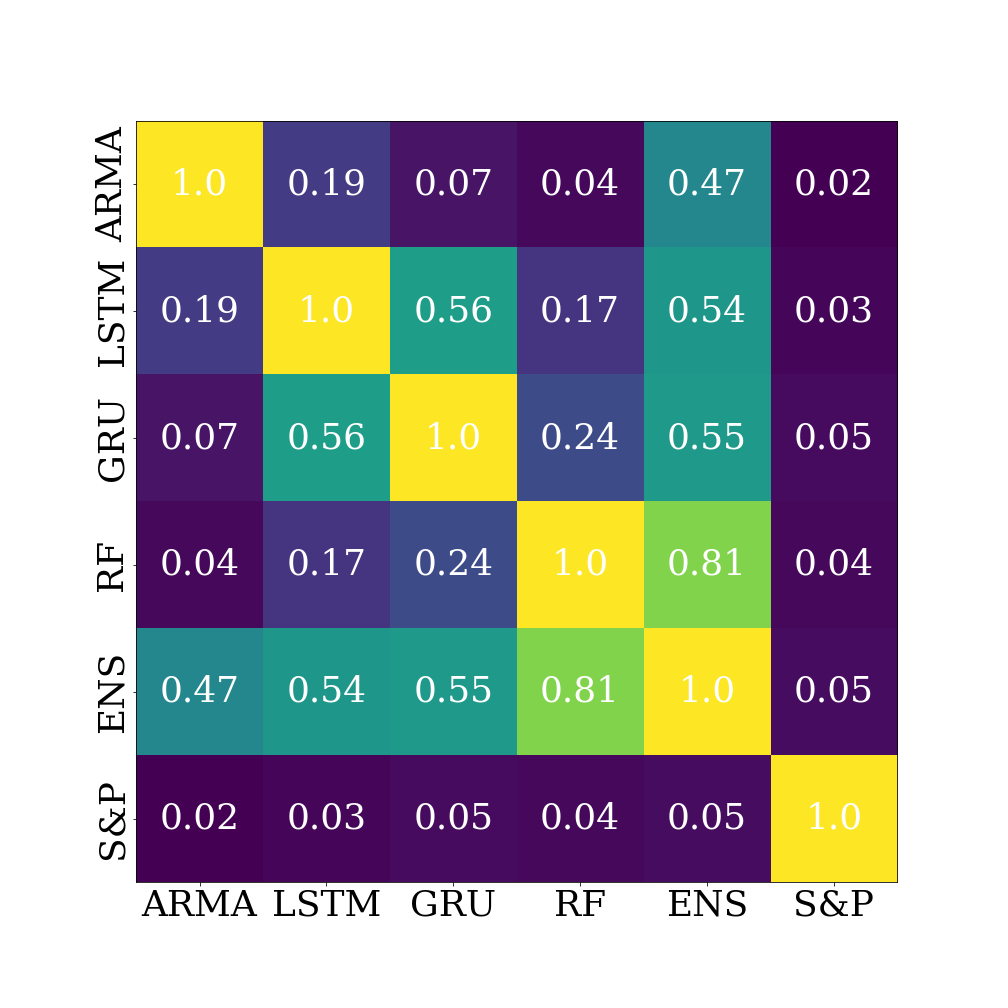 ARMA 1.0 0.19 0.07 0.04 0.47 0.02
LSTM 0.19 1.0 0.56 0.17 0.54 0.03
GRU 0.07 0.56 1.0 0.24 0.55 0.05
RF 0.04 0.17 0.24 1.0 0.81 0.04
ENS 0.47 0.54 0.55 0.81 1.0 0.05
S&P 0.02 0.03 0.05 0.04 0.05 1.0
ARMA LSTM GRU RF ENS S&P